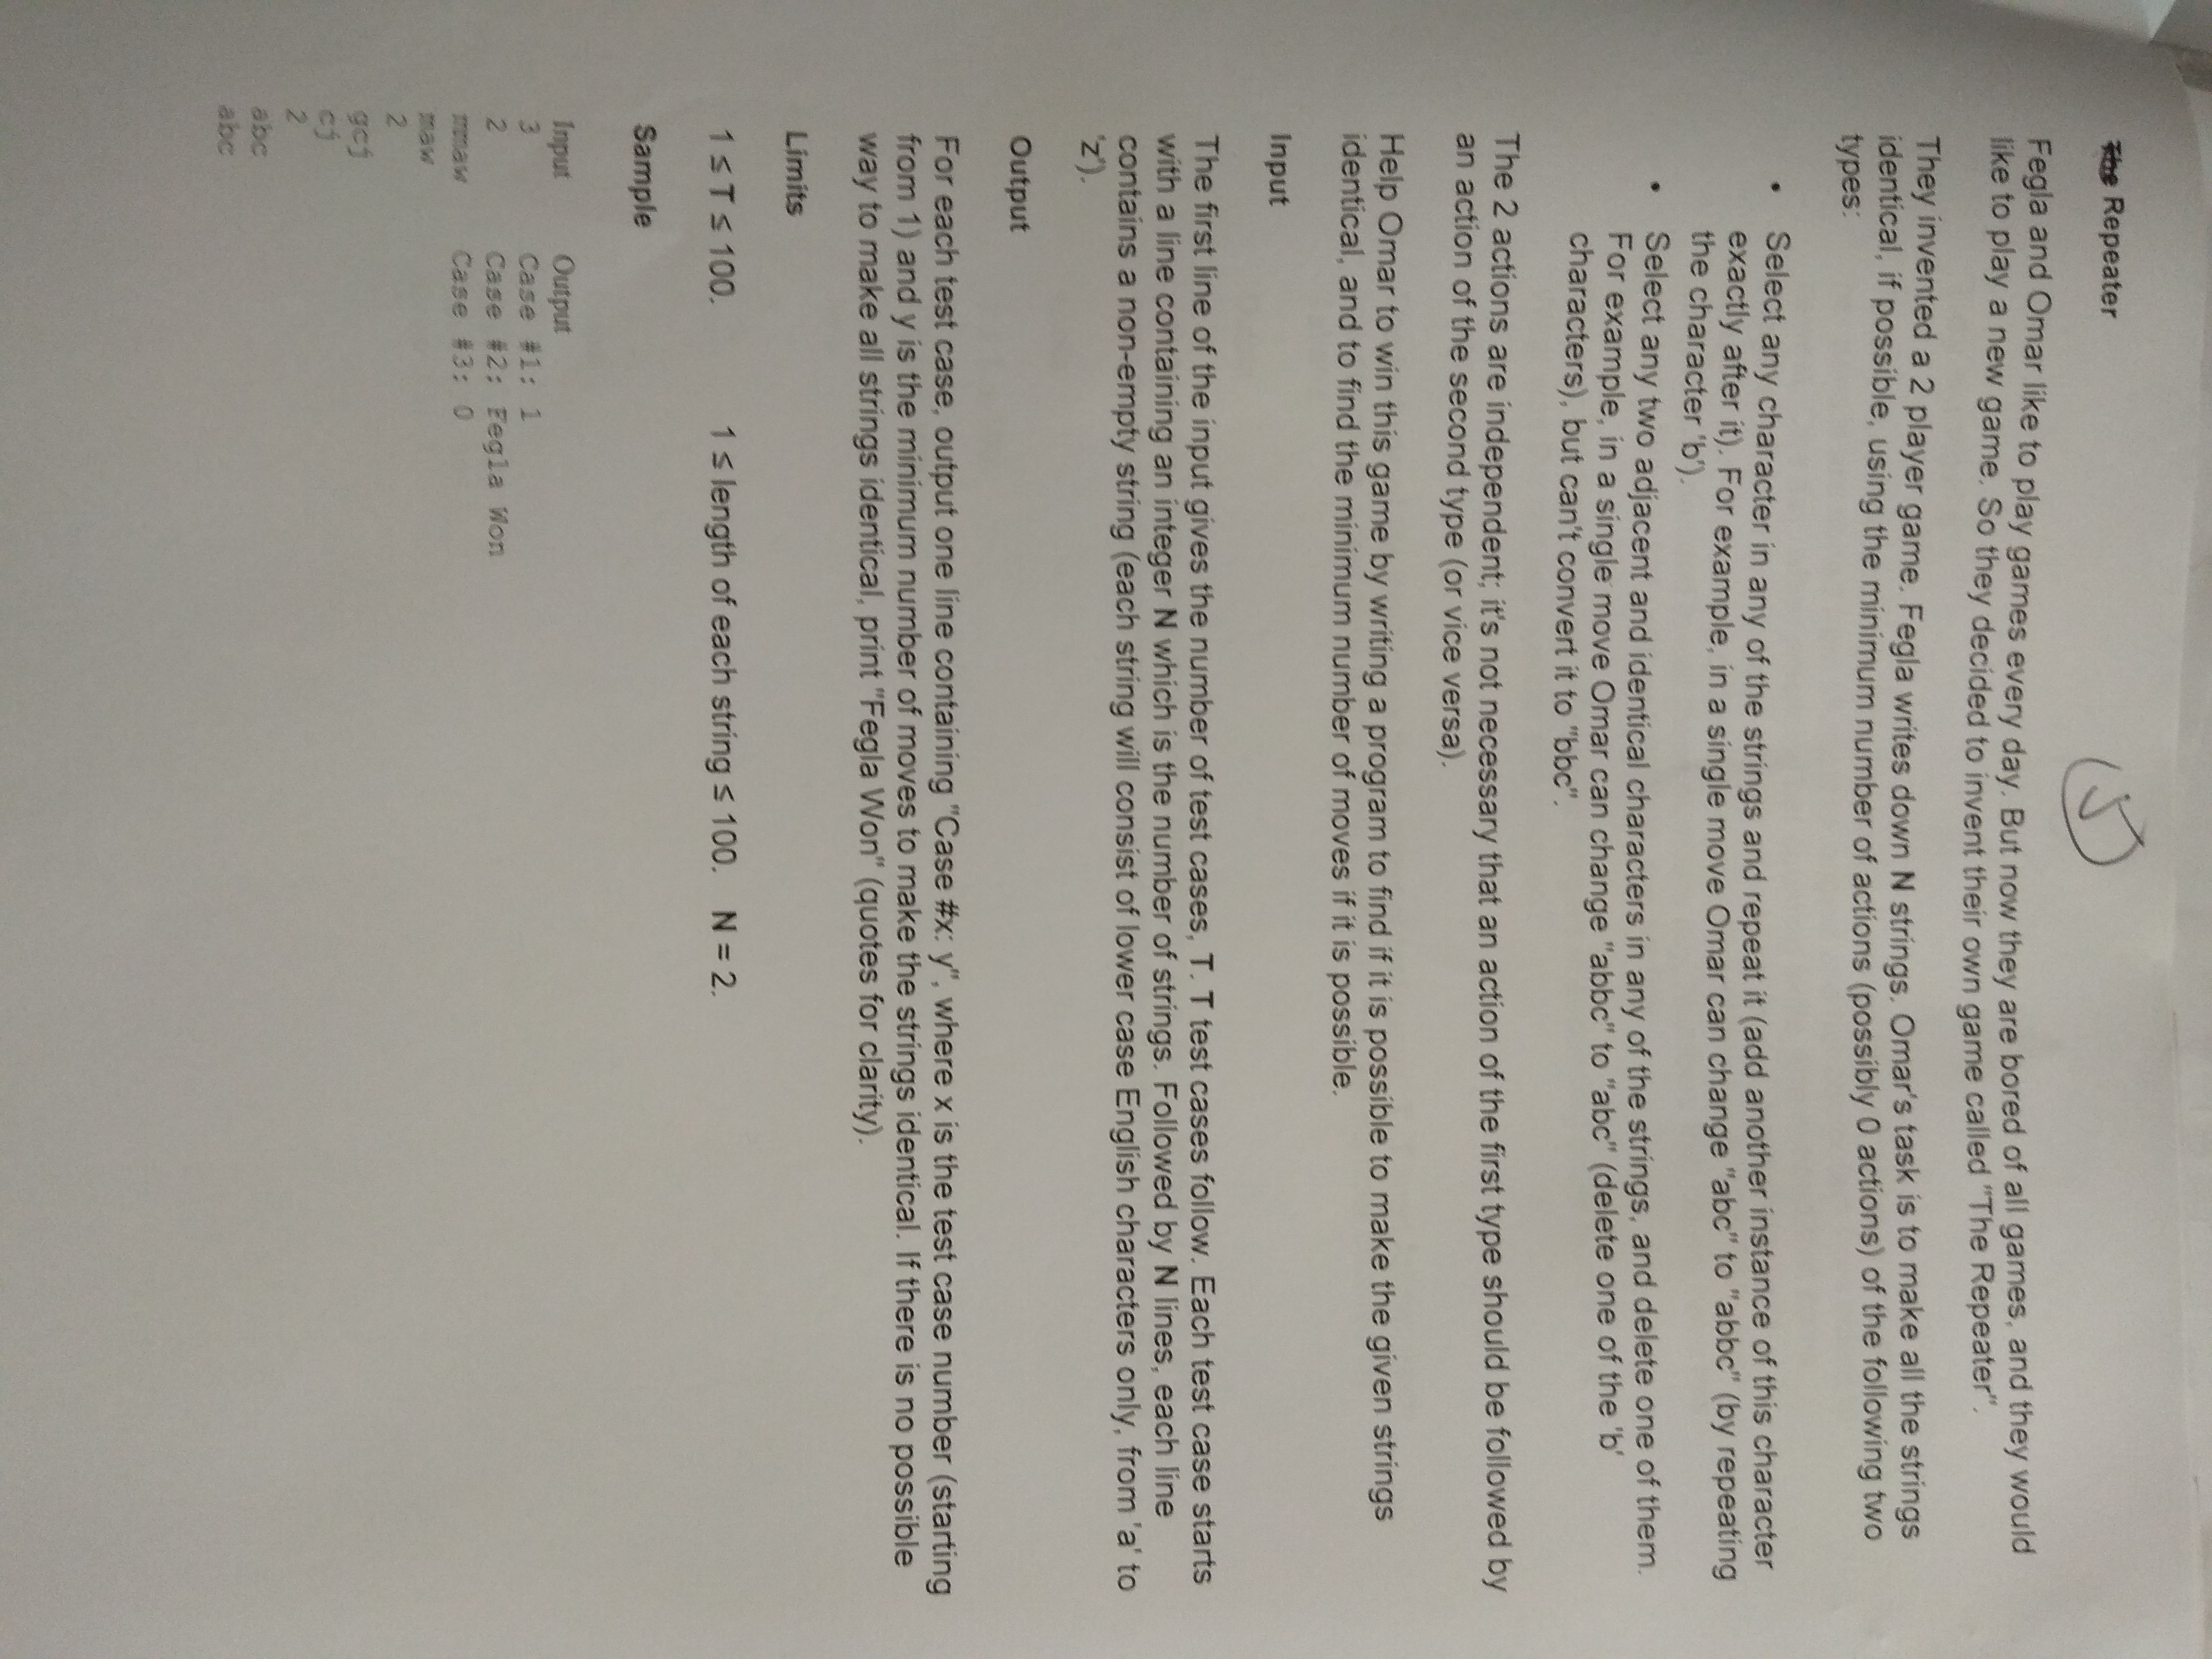 The Repeater
5
Fegla and Omar like to play games every day. But now they are bored of all games, and they would
like to play a new game. So they decided to invent their own game called "The Repeater".
They invented a 2 player game. Fegla writes down N strings. Omar's task is to make all the strings
identical, if possible, using the minimum number of actions (possibly 0 actions) of the following two
types:
• Select any character in any of the strings and repeat it (add another instance of this character
exactly after it). For example, in a single move Omar can change "abc" to "abbc" (by repeating
the character 'b').
• Select any two adjacent and identical characters in any of the strings, and delete one of them.
For example, in a single move Omar can change "abbc" to "abc" (delete one of the 'b'
characters), but can't convert it to "bbc".
The 2 actions are independent; it's not necessary that an action of the first type should be followed by
an action of the second type (or vice versa).
Help Omar to win this game by writing a program to find if it is possible to make the given strings
identical, and to find the minimum number of moves if it is possible.
Input
The first line of the input gives the number of test cases, T. T test cases follow. Each test case starts
with a line containing an integer N which is the number of strings. Followed by N lines, each line
contains a non-empty string (each string will consist of lower case English characters only, from 'a' to
'z').
Output
For each test case, output one line containing "Case #x: y", where x is the test case number (starting
from 1) and y is the minimum number of moves to make the strings identical. If there is no possible
way to make all strings identical, print "Fegla Won" (quotes for clarity).
Limits
1 ≤ T ≤ 100. 1 ≤ length of each string ≤ 100. N = 2.
Sample
Input Output
3 Case #1: 1
2 Case #2: Fegla Won
mmaw Case #3: 0
maw
2
gcj
cj
2
abc
abc